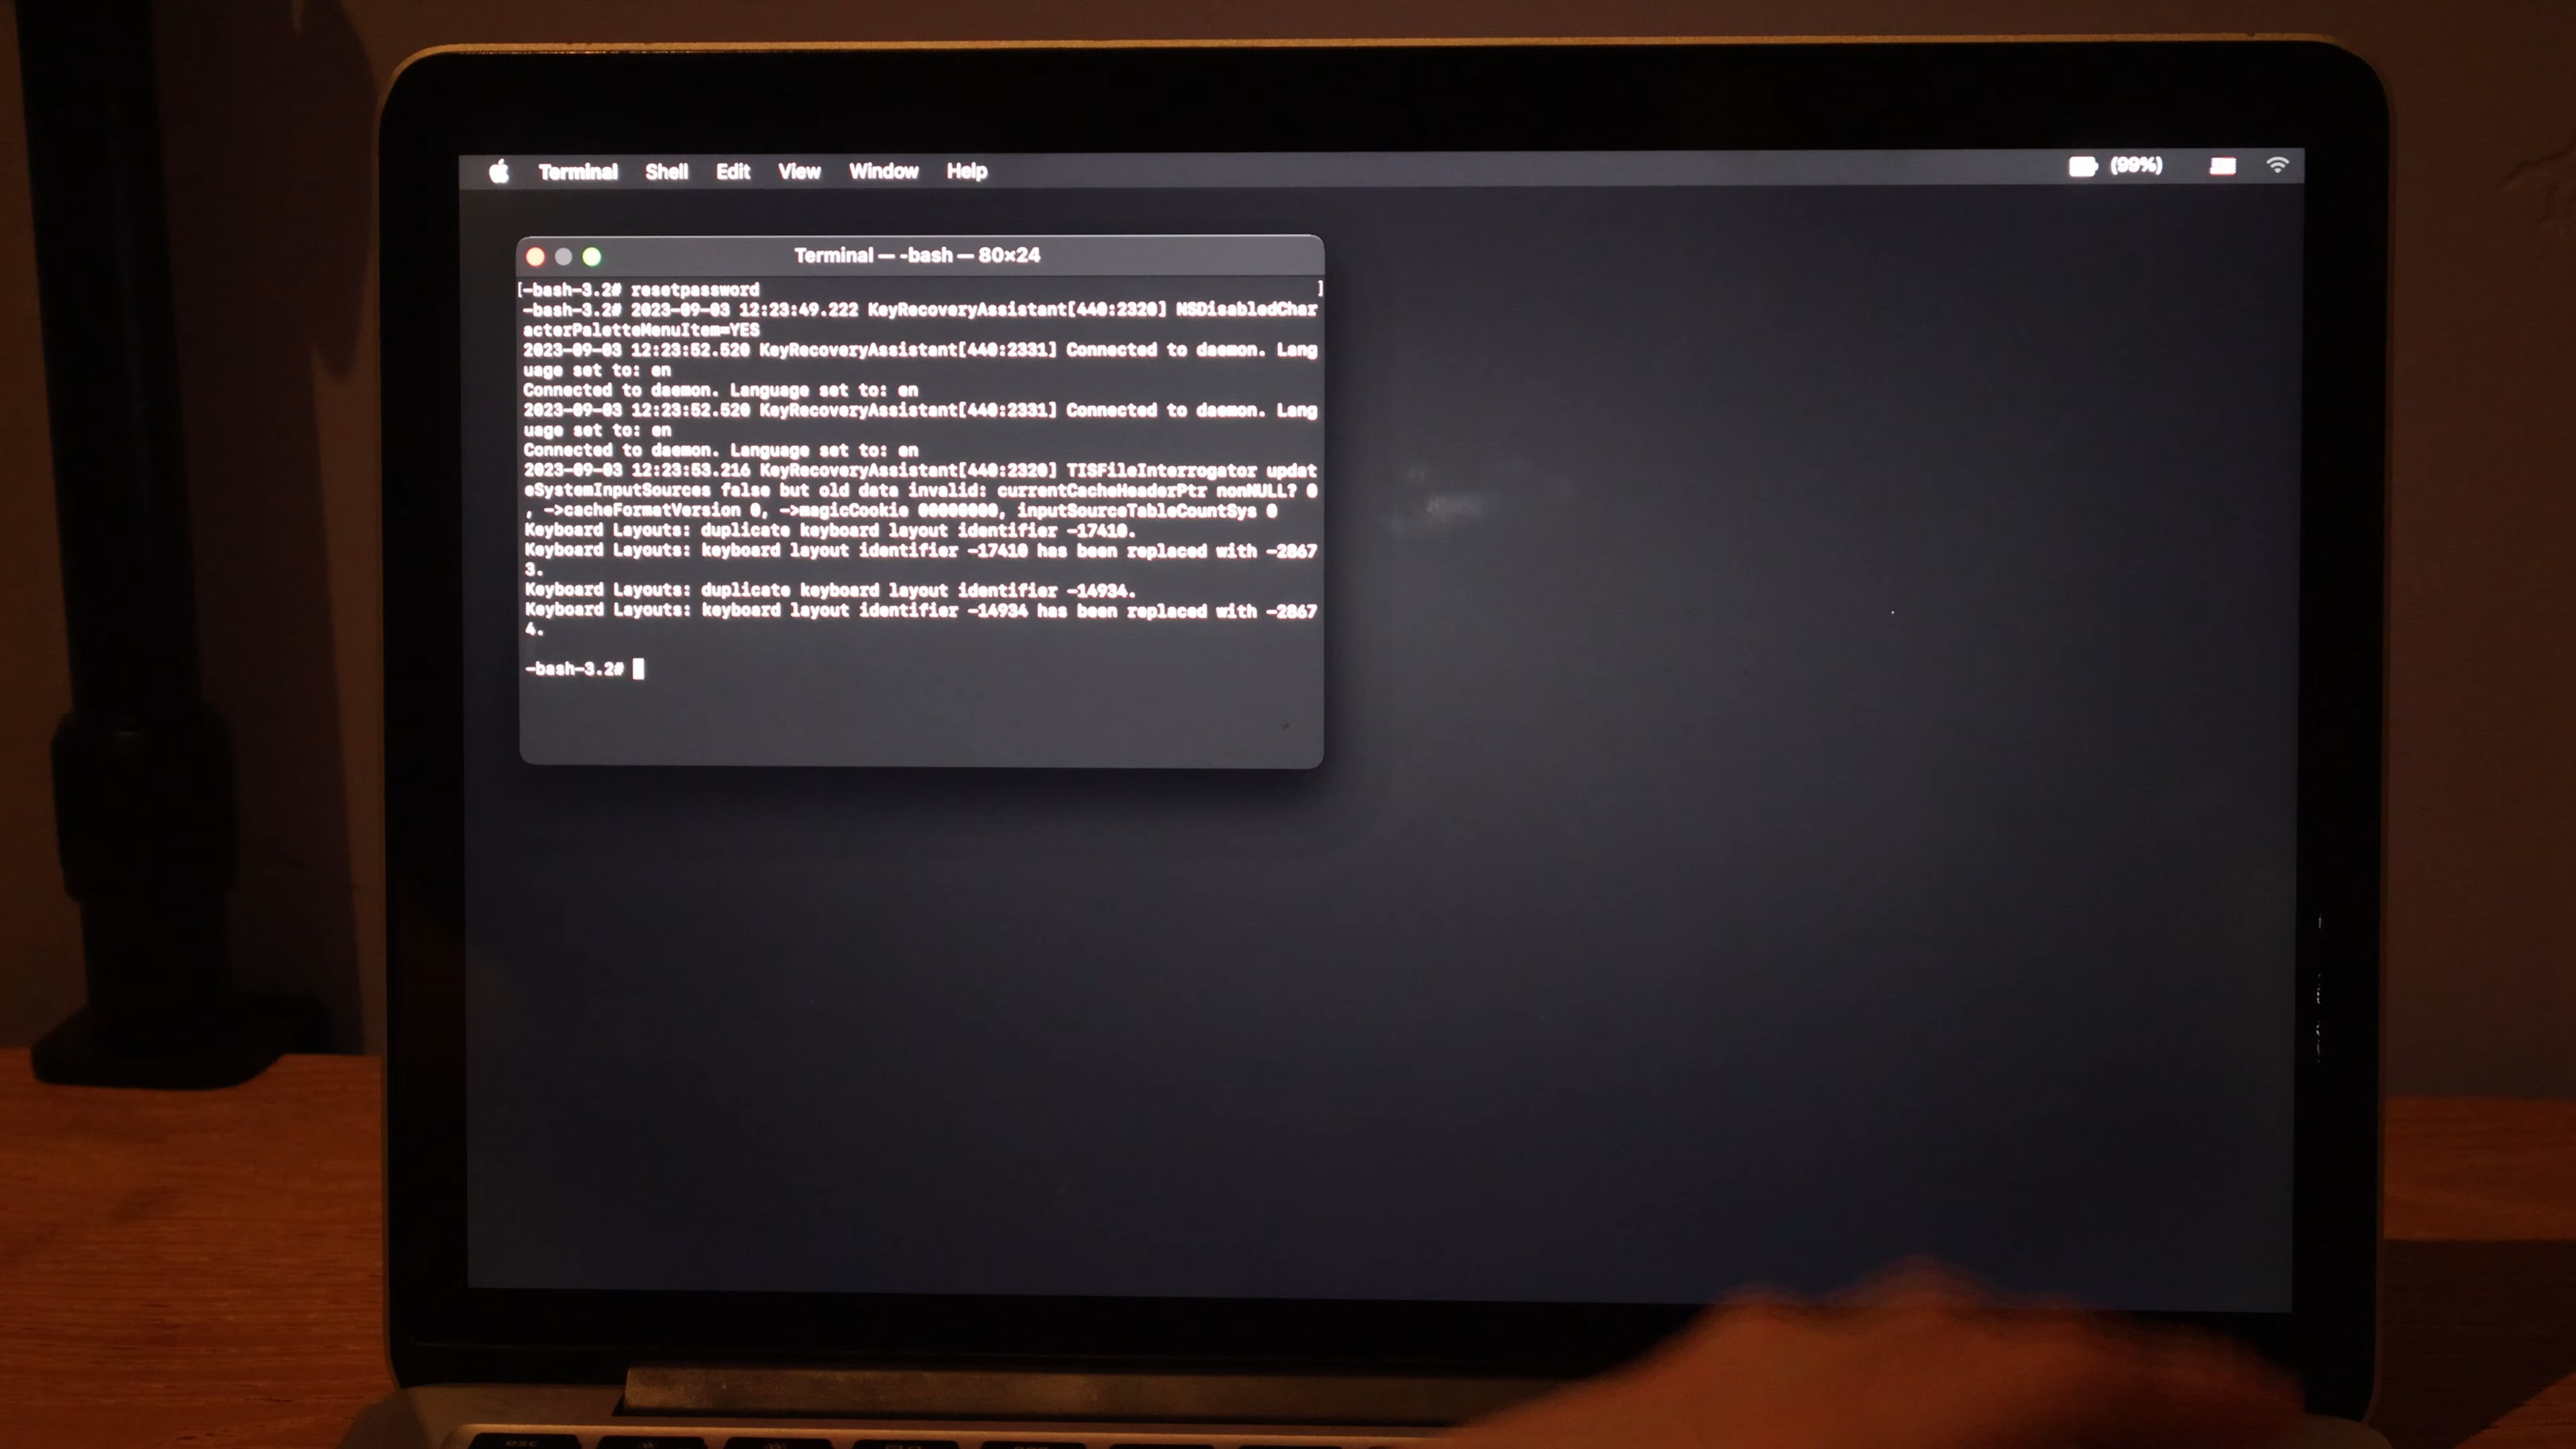 Terminal Shell Edit View Window Help (99%)
Terminal — -bash — 80×24
[-bash-3.2# resetpassword ]
-bash-3.2# 2023-09-03 12:23:49.222 KeyRecoveryAssistant[440:2320] NSDisabledChar
acterPaletteMenuItem=YES
2023-09-03 12:23:52.520 KeyRecoveryAssistant[440:2331] Connected to daemon. Lang
uage set to: en
Connected to daemon. Language set to: en
2023-09-03 12:23:52.520 KeyRecoveryAssistant[440:2331] Connected to daemon. Lang
uage set to: en
Connected to daemon. Language set to: en
2023-09-03 12:23:53.216 KeyRecoveryAssistant[440:2320] TISFileInterrogator updat
eSystemInputSources false but old data invalid: currentCacheHeaderPtr nonNULL? 0
, ->cacheFormatVersion 0, ->magicCookie 00000000, inputSourceTableCountSys 0
Keyboard Layouts: duplicate keyboard layout identifier -17410.
Keyboard Layouts: keyboard layout identifier -17410 has been replaced with -2867
3.
Keyboard Layouts: duplicate keyboard layout identifier -14934.
Keyboard Layouts: keyboard layout identifier -14934 has been replaced with -2867
4.
-bash-3.2#
esc